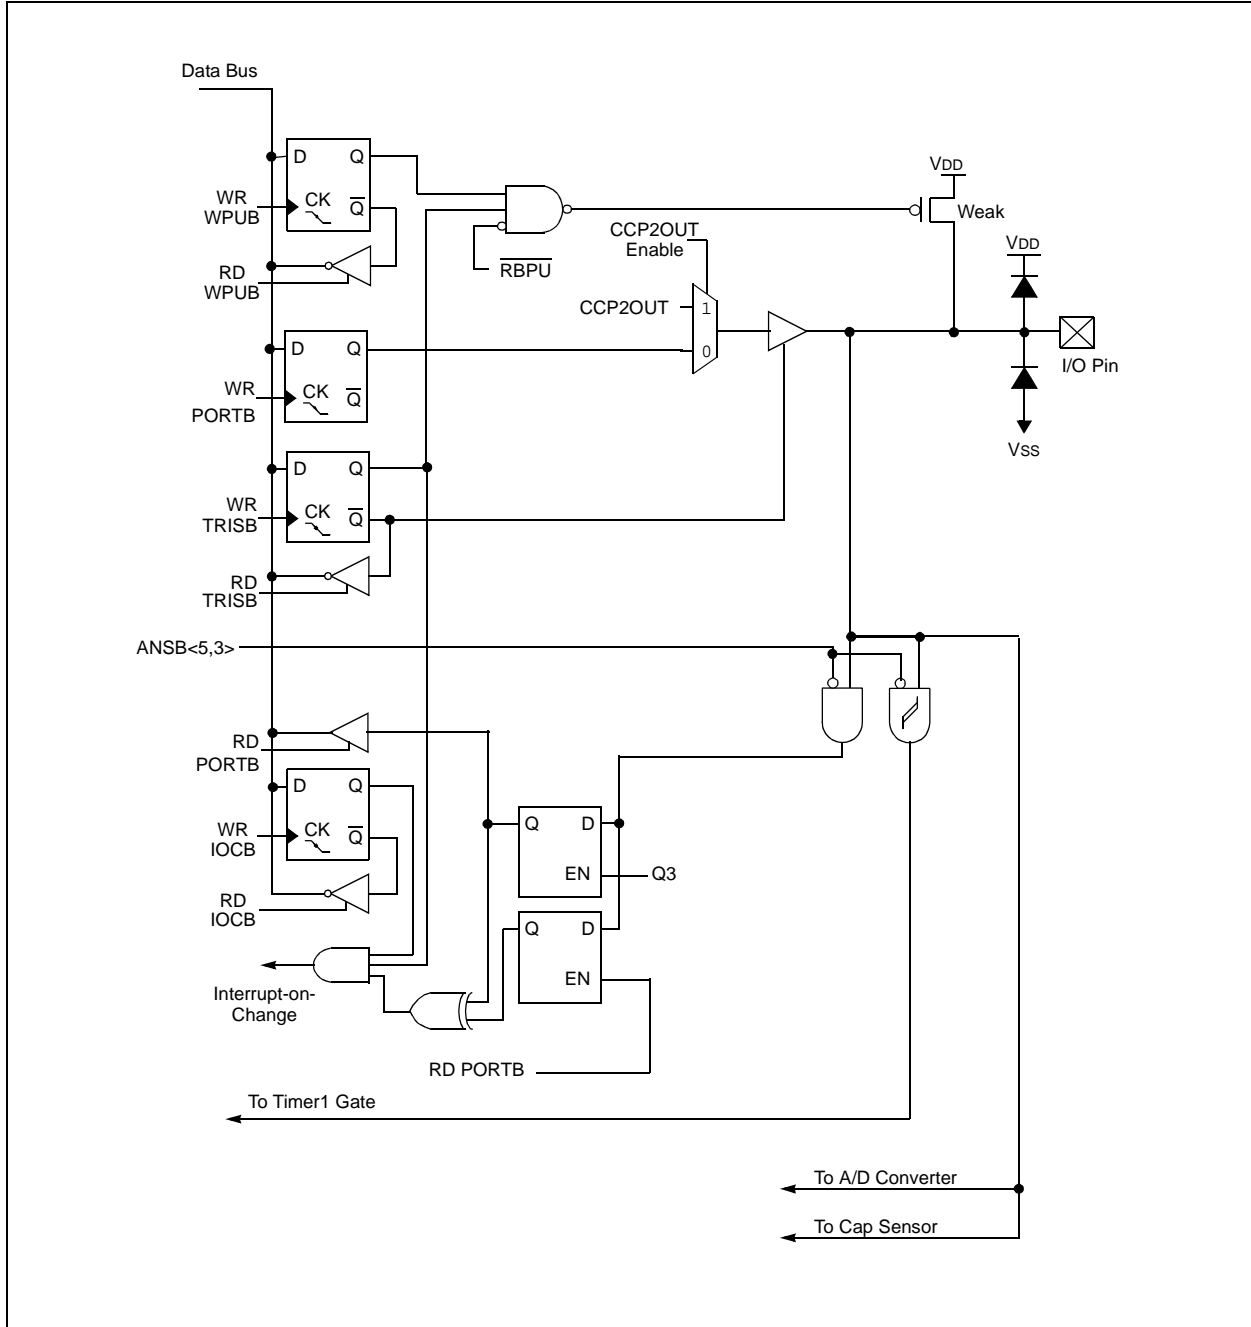 Data Bus
D Q
CK
Q̅
WR
WPUB
RD
WPUB
RBPU
VDD
Weak
CCP2OUT
Enable
CCP2OUT
1
0
VDD
I/O Pin
VSS
D Q
CK
Q̅
WR
PORTB
D Q
CK
Q̅
WR
TRISB
RD
TRISB
ANSB<5,3>
RD
PORTB
D Q
CK
Q̅
WR
IOCB
RD
IOCB
Q D
EN
Q3
Q D
EN
Interrupt-on-
Change
RD PORTB
To Timer1 Gate
To A/D Converter
To Cap Sensor